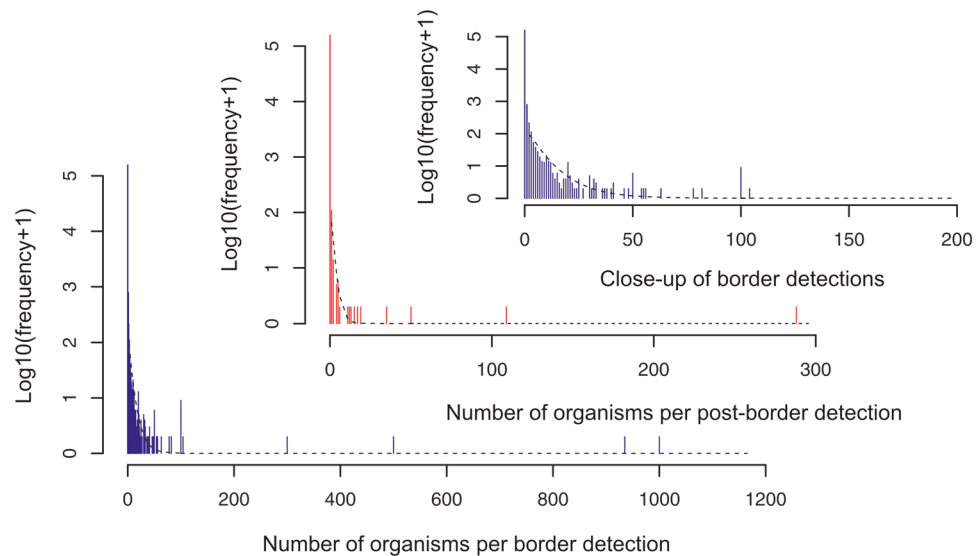 Log10(frequency+1)
5
4
3
2
1
0
0 200 400 600 800 1000 1200
Number of organisms per border detection
Log10(frequency+1)
5
4
3
2
1
0
0 100 200 300
Number of organisms per post-border detection
Log10(frequency+1)
5
4
3
2
1
0
0 50 100 150 200
Close-up of border detections